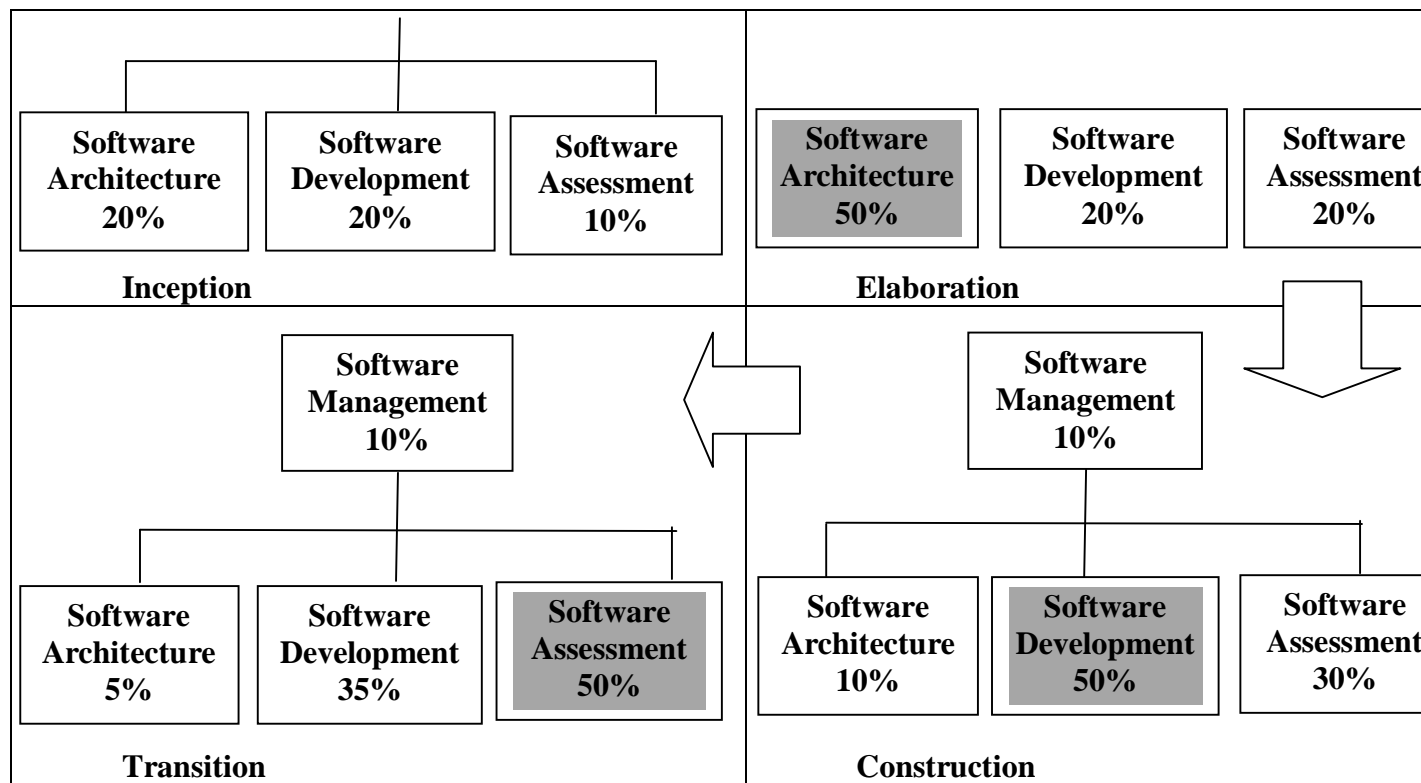 Software
Architecture
20%
Software
Development
20%
Software
Assessment
10%
Inception
Software
Architecture
50%
Software
Development
20%
Software
Assessment
20%
Elaboration
Software
Management
10%
Software
Architecture
5%
Software
Development
35%
Software
Assessment
50%
Transition
Software
Management
10%
Software
Architecture
10%
Software
Development
50%
Software
Assessment
30%
Construction